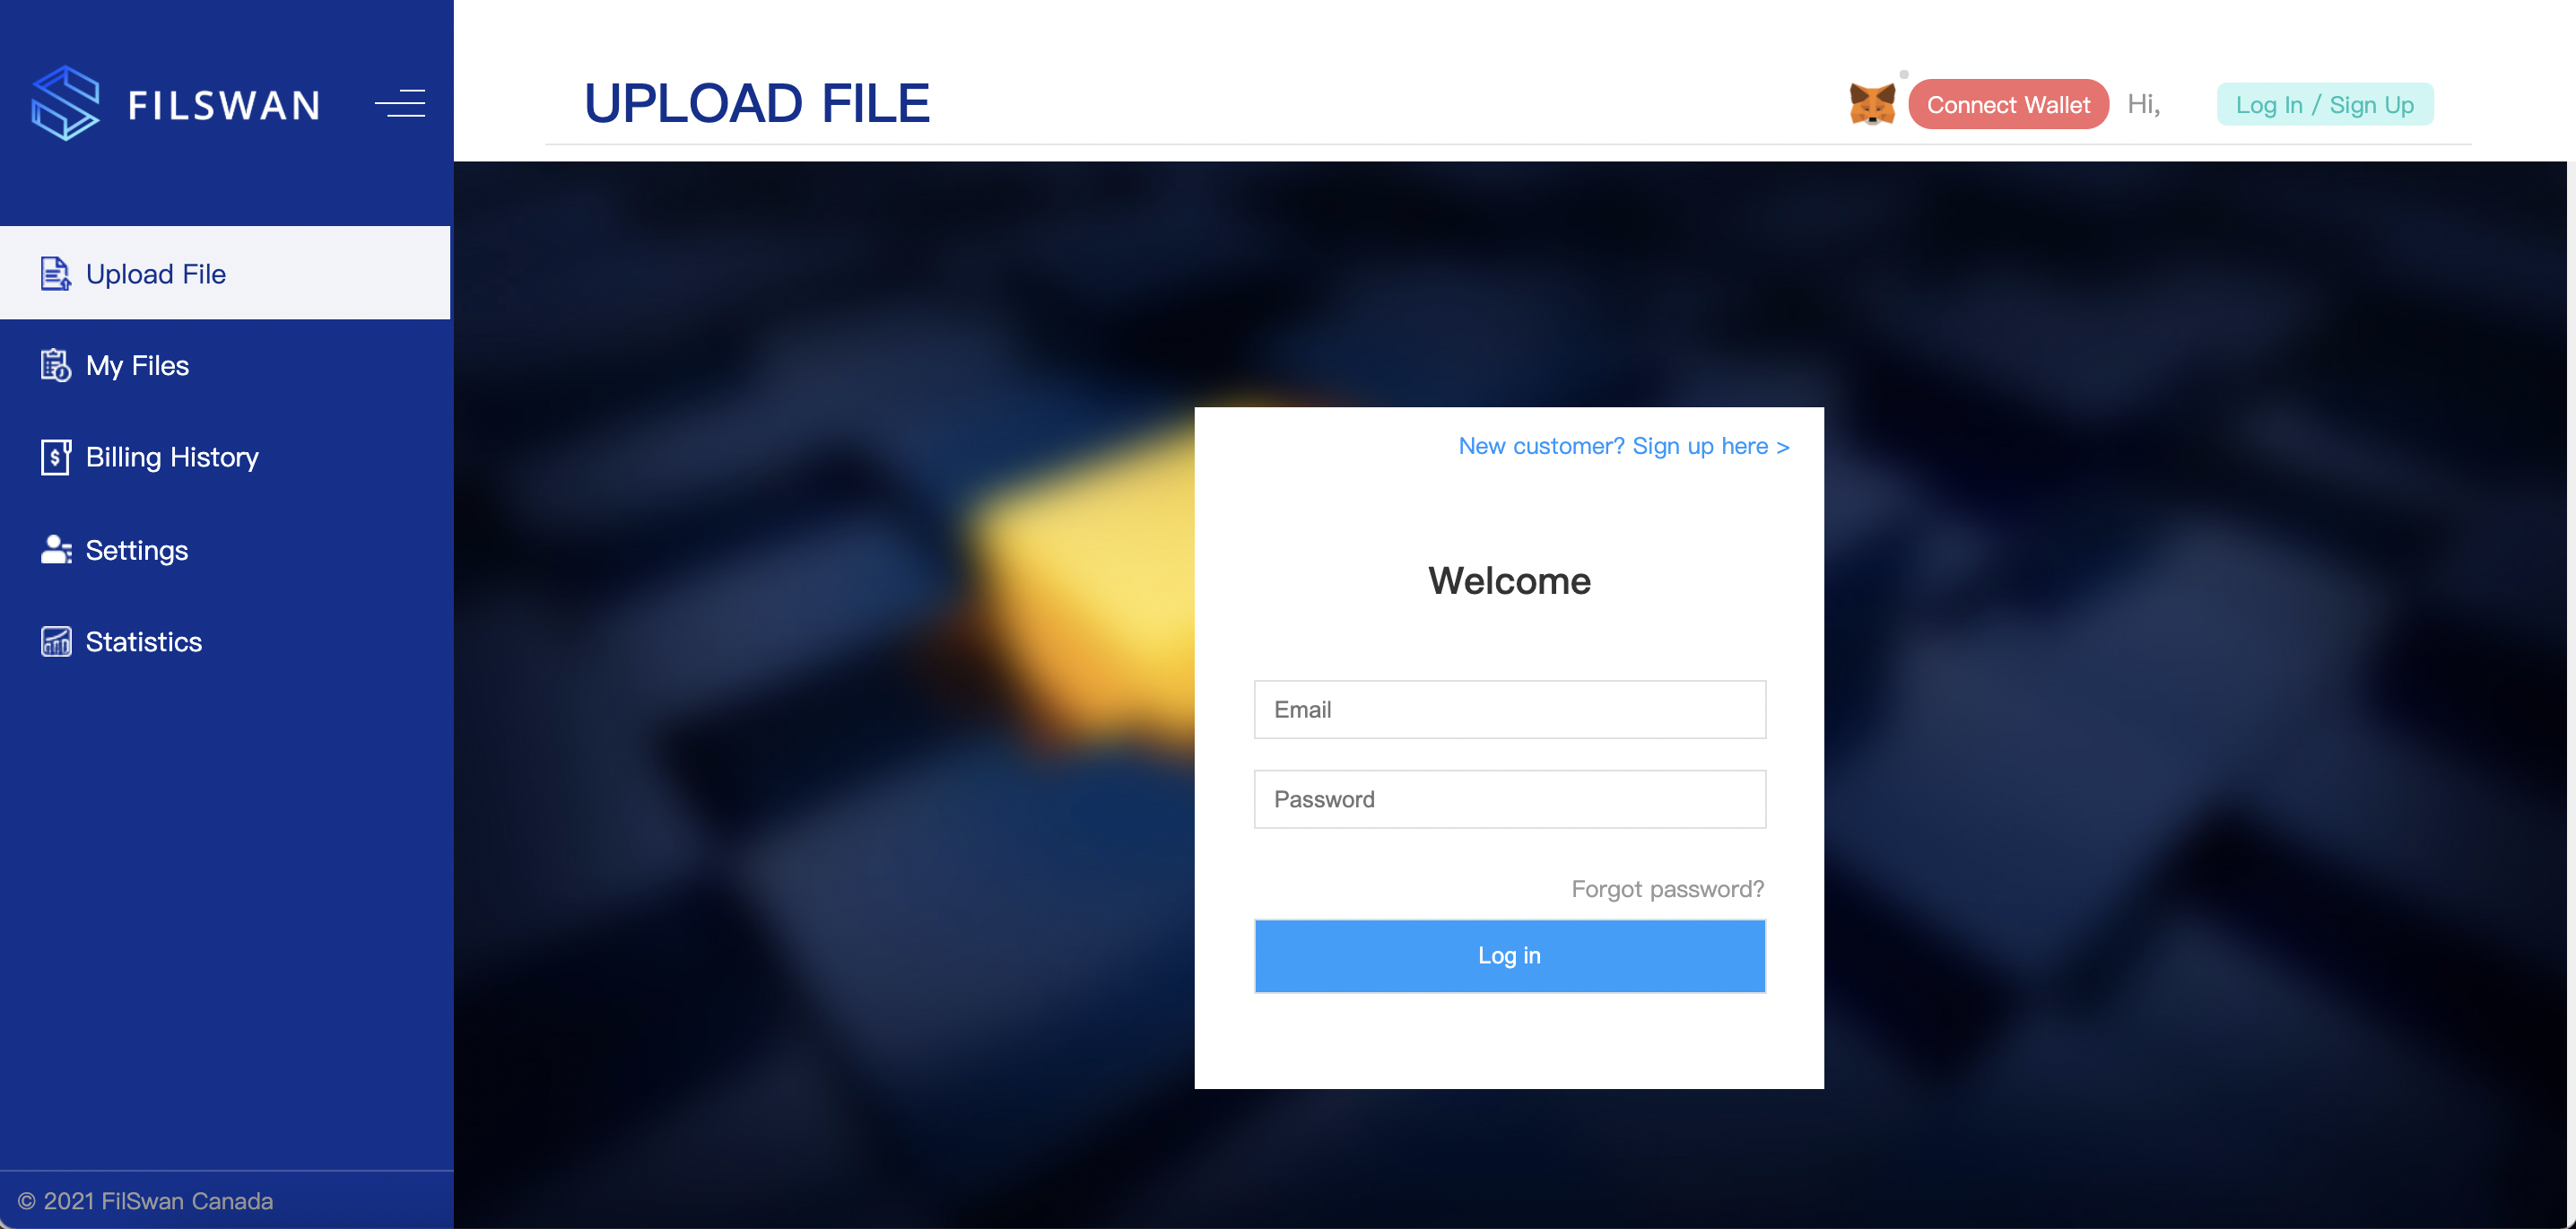 FILSWAN
UPLOAD FILE
Connect Wallet
Hi,
Log In / Sign Up
Upload File
My Files
Billing History
Settings
Statistics
New customer? Sign up here >
Welcome
Email
Password
Forgot password?
Log in
© 2021 FilSwan Canada